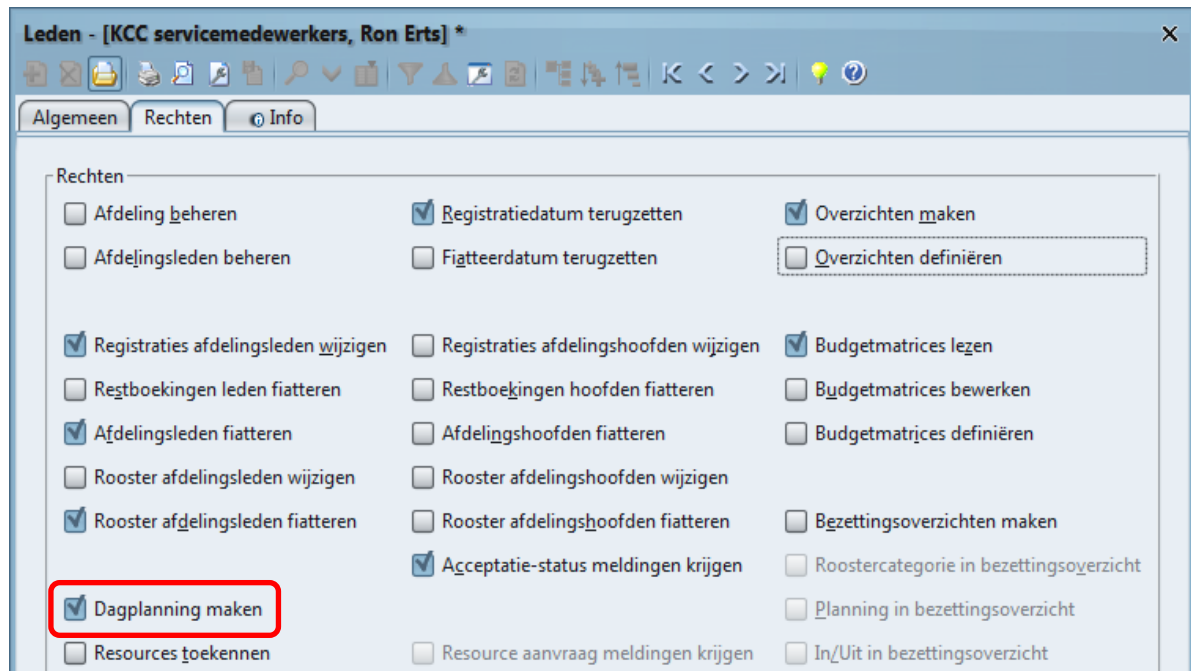 Leden - [KCC servicemedewerkers, Ron Erts] *
Algemeen Rechten Info
Rechten
Afdeling beheren Registratiedatum terugzetten Overzichten maken
Afdelingsleden beheren Fiatteerdatum terugzetten Overzichten definiëren
Registraties afdelingsleden wijzigen Registraties afdelingshoofden wijzigen Budgetmatrices lezen
Restboekingen leden fiatteren Restboekingen hoofden fiatteren Budgetmatrices bewerken
Afdelingsleden fiatteren Afdelingshoofden fiatteren Budgetmatrices definiëren
Rooster afdelingsleden wijzigen Rooster afdelingshoofden wijzigen
Rooster afdelingsleden fiatteren Rooster afdelingshoofden fiatteren Bezettingsoverzichten maken
Acceptatie-status meldingen krijgen Roostercategorie in bezettingsoverzicht
Dagplanning maken Planning in bezettingsoverzicht
Resources toekennen Resource aanvraag meldingen krijgen In/Uit in bezettingsoverzicht